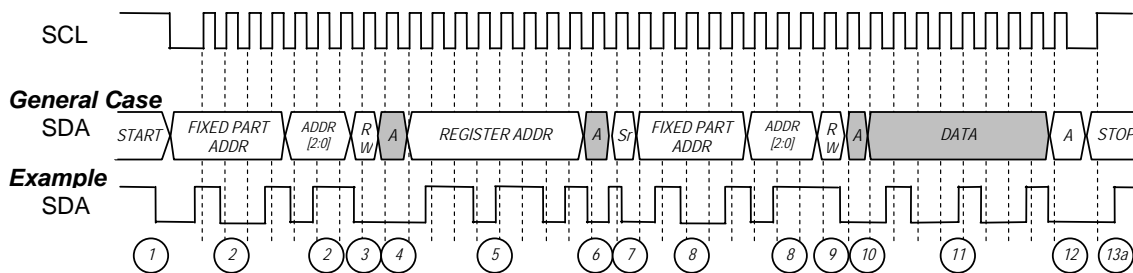 SCL
General Case
SDA
START
FIXED PART
ADDR
ADDR
[2:0]
R
W
A
REGISTER ADDR
A
Sr
FIXED PART
ADDR
ADDR
[2:0]
R
W
A
DATA
A
STOP
Example
SDA
1
2
2
3
4
5
6
7
8
8
9
10
11
12
13a